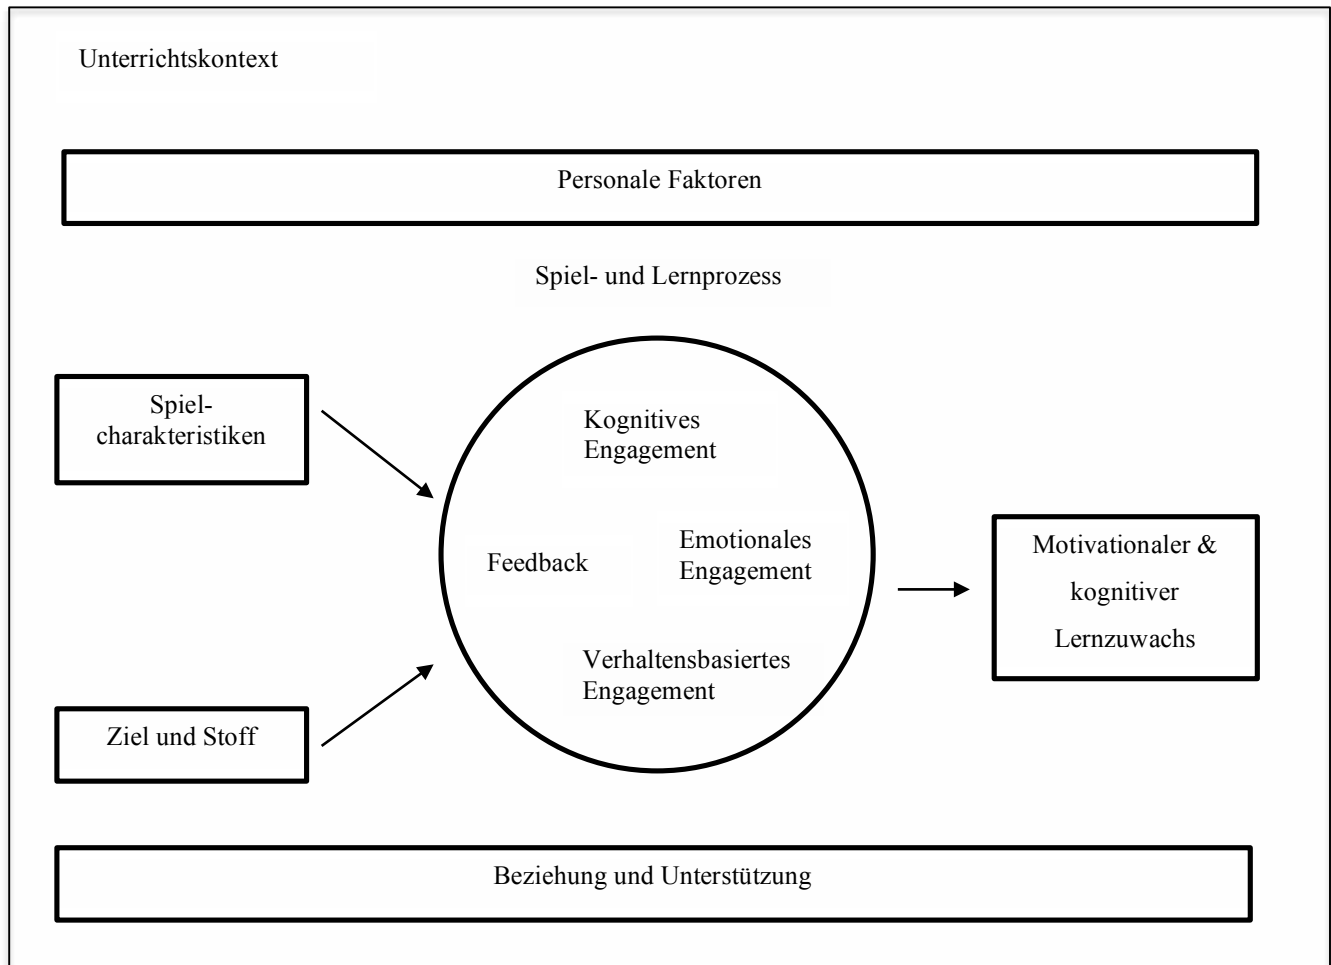 Unterrichtskontext
Personale Faktoren
Spiel- und Lernprozess
Spiel-
charakteristiken
Kognitives
Engagement
Feedback
Emotionales
Engagement
Verhaltensbasiertes
Engagement
Motivationaler &
kognitiver
Lernzuwachs
Ziel und Stoff
Beziehung und Unterstützung